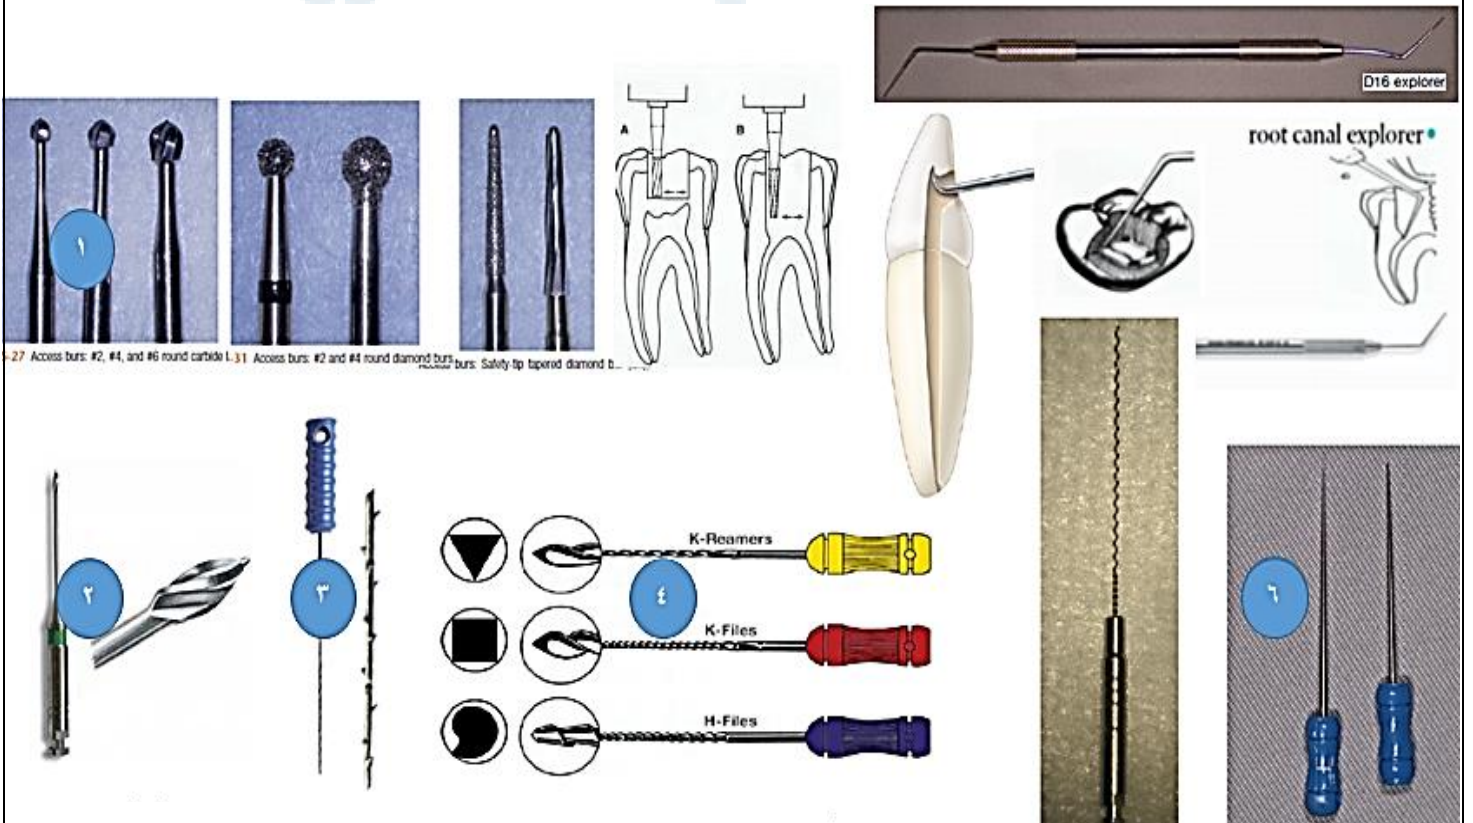 D16 explorer
root canal explorer
A
B
١
-27 Access burs: #2, #4, and #6 round carbide
-31 Access burs: #2 and #4 round diamond burs
burs: Safety-tip tapered diamond b...
K-Reamers
٢
٣
٤
٦
K-Files
H-Files